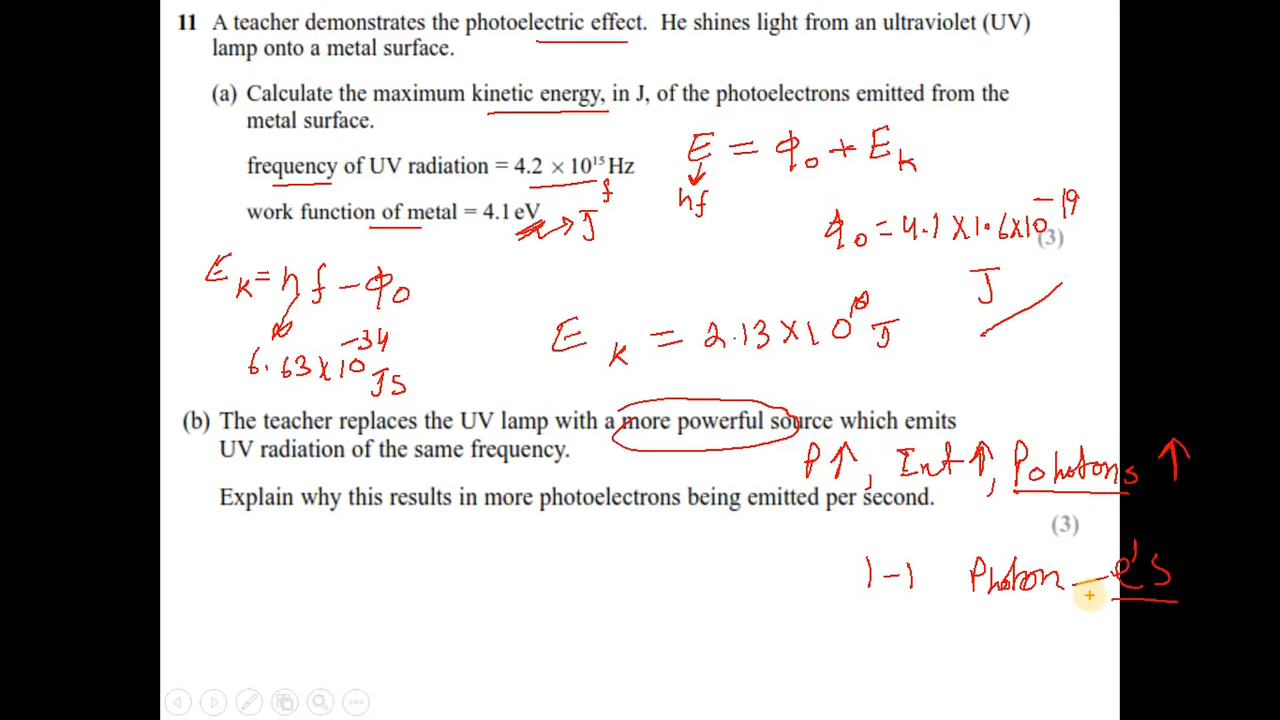 11 A teacher demonstrates the photoelectric effect. He shines light from an ultraviolet (UV)
lamp onto a metal surface.
(a) Calculate the maximum kinetic energy, in J, of the photoelectrons emitted from the
metal surface.
E = ϕ₀ + Eₖ
frequency of UV radiation = 4.2 × 10¹⁵ Hz
hf
f
work function of metal = 4.1 eV → J
ϕ₀ = 4.1 × 1.6 × 10⁻¹⁹
(3)
J
Eₖ = hf − ϕ₀
Eₖ = 2.13 × 10 J
6.63 × 10⁻³⁴
JS
(b) The teacher replaces the UV lamp with a more powerful source which emits
UV radiation of the same frequency.
P↑, Int↑, Pohotons ↑
Explain why this results in more photoelectrons being emitted per second.
(3)
1-1 Photon — e's